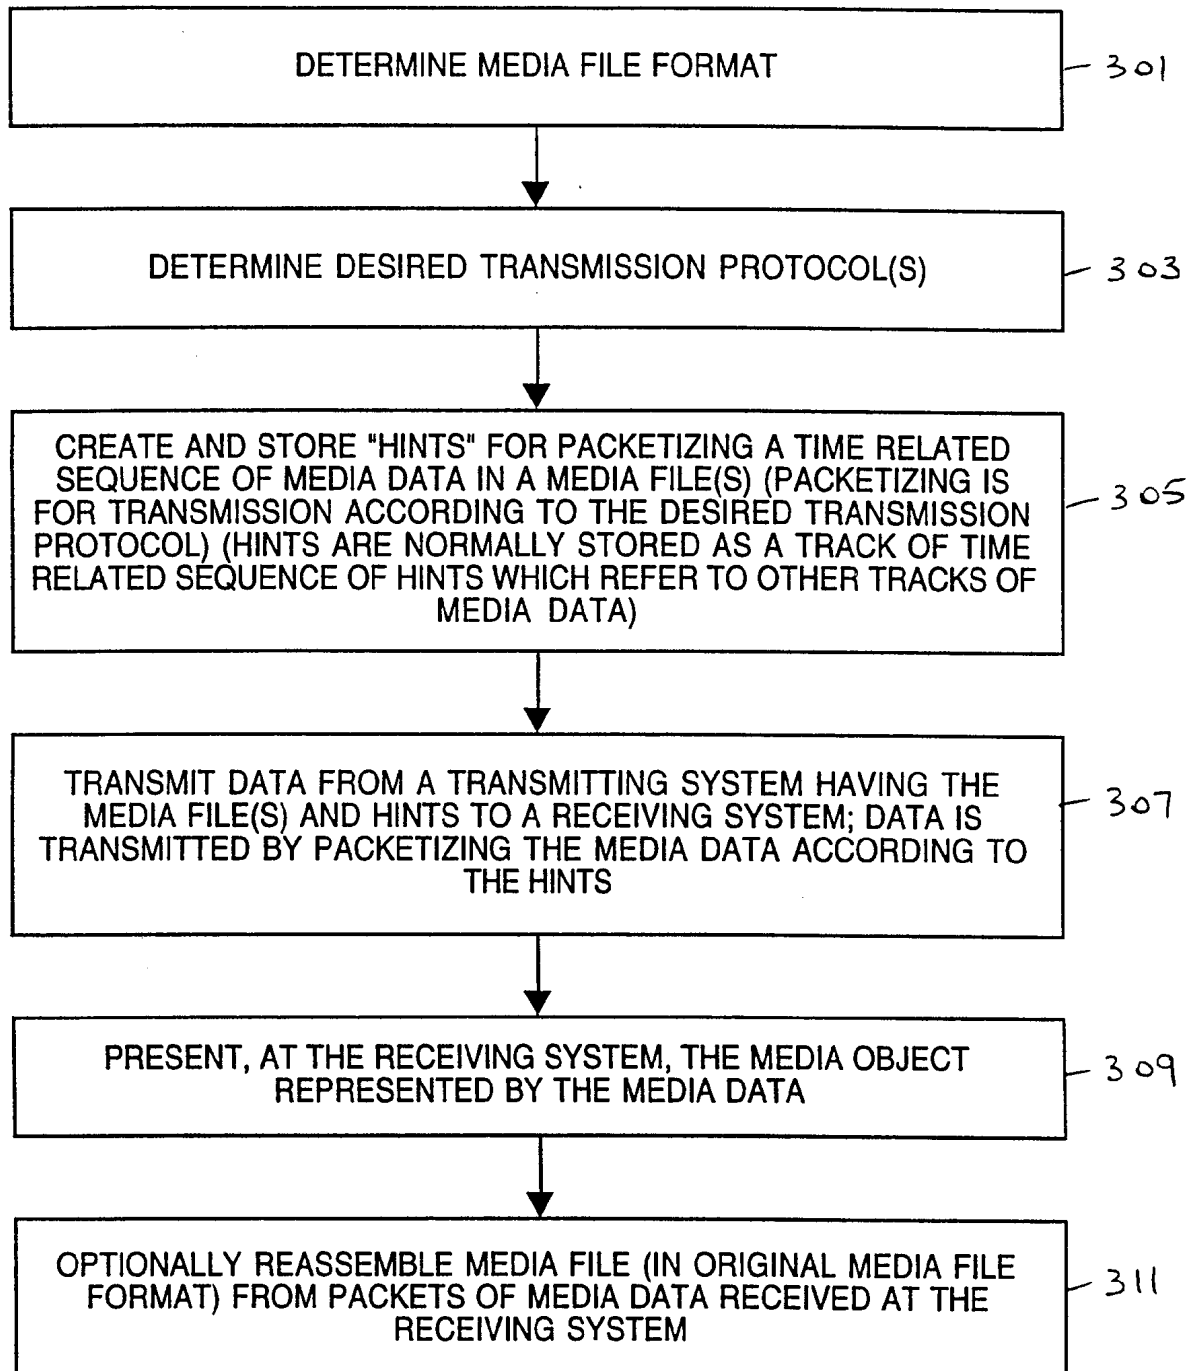 DETERMINE MEDIA FILE FORMAT
301
DETERMINE DESIRED TRANSMISSION PROTOCOL(S)
303
CREATE AND STORE "HINTS" FOR PACKETIZING A TIME RELATED
SEQUENCE OF MEDIA DATA IN A MEDIA FILE(S) (PACKETIZING IS
FOR TRANSMISSION ACCORDING TO THE DESIRED TRANSMISSION
PROTOCOL) (HINTS ARE NORMALLY STORED AS A TRACK OF TIME
RELATED SEQUENCE OF HINTS WHICH REFER TO OTHER TRACKS OF
MEDIA DATA)
305
TRANSMIT DATA FROM A TRANSMITTING SYSTEM HAVING THE
MEDIA FILE(S) AND HINTS TO A RECEIVING SYSTEM; DATA IS
TRANSMITTED BY PACKETIZING THE MEDIA DATA ACCORDING TO
THE HINTS
307
PRESENT, AT THE RECEIVING SYSTEM, THE MEDIA OBJECT
REPRESENTED BY THE MEDIA DATA
309
OPTIONALLY REASSEMBLE MEDIA FILE (IN ORIGINAL MEDIA FILE
FORMAT) FROM PACKETS OF MEDIA DATA RECEIVED AT THE
RECEIVING SYSTEM
311